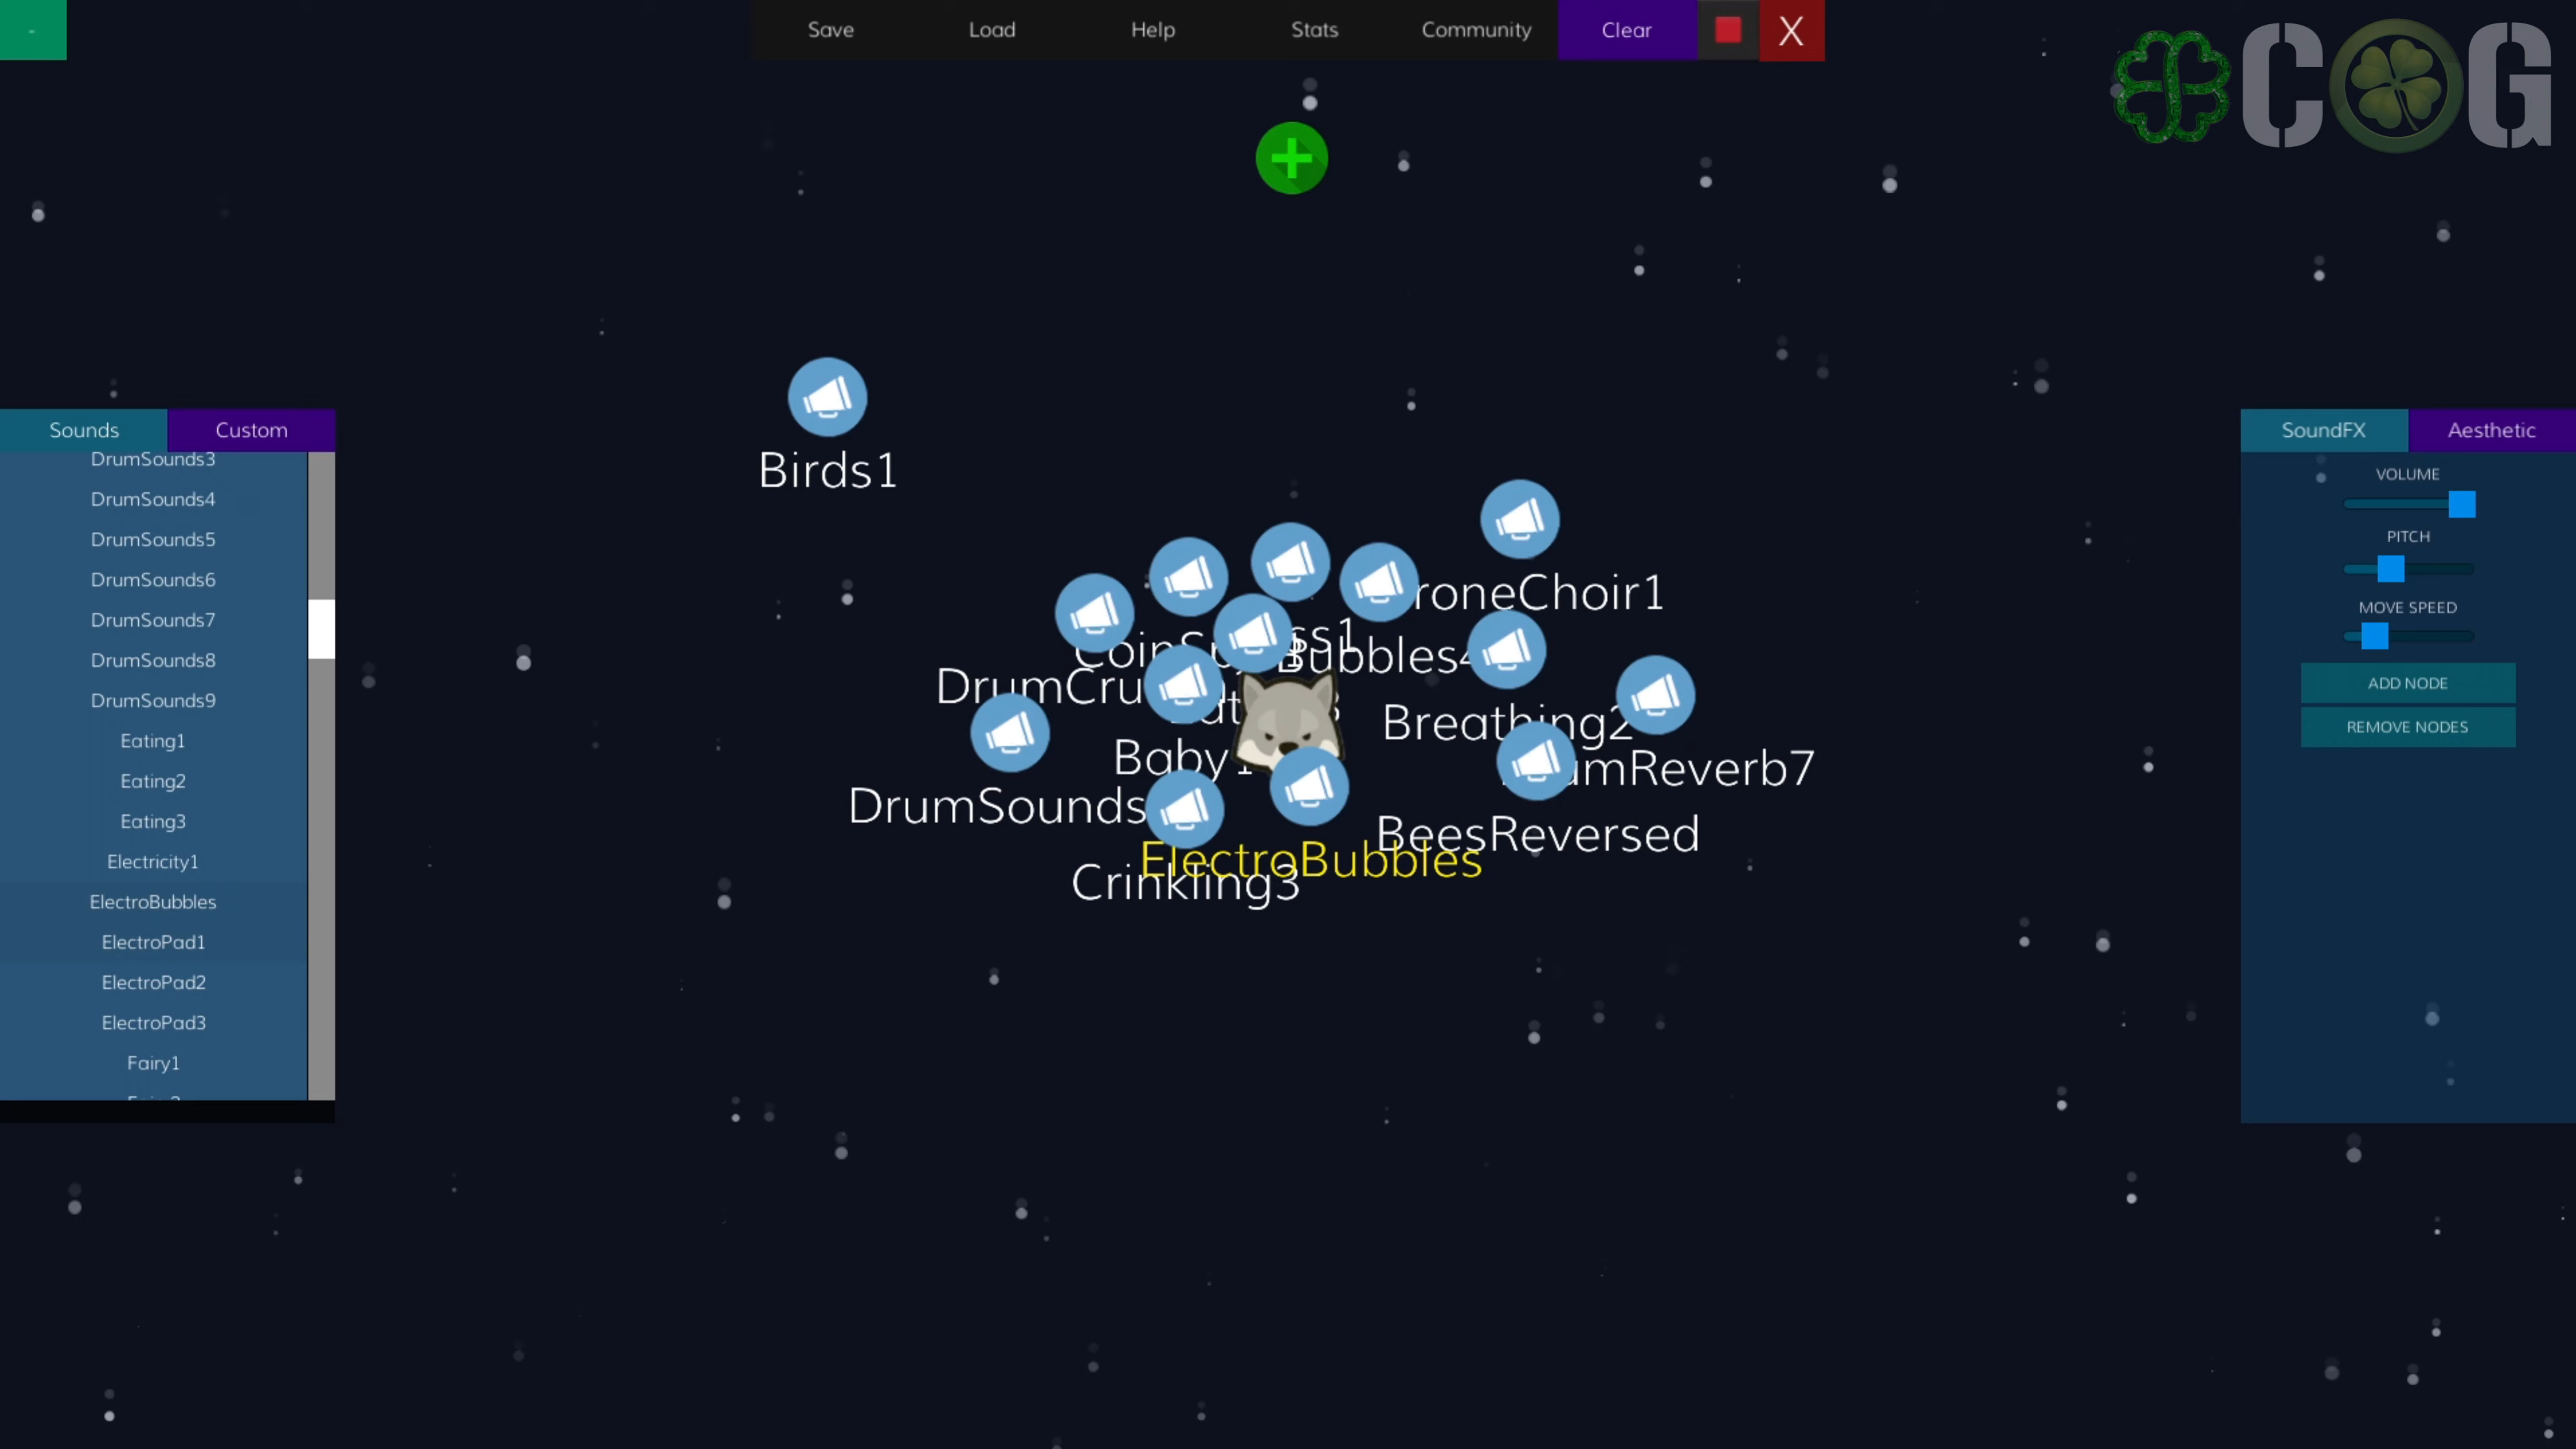 -
Save
Load
Help
Stats
Community
Clear
X
COG
Birds1
Sounds
Custom
DrumSounds3
DrumSounds4
DrumSounds5
DrumSounds6
DrumSounds7
DrumSounds8
DrumSounds9
Eating1
Eating2
Eating3
Electricity1
ElectroBubbles
ElectroPad1
ElectroPad2
ElectroPad3
Fairy1
SoundFX
Aesthetic
VOLUME
PITCH
MOVE SPEED
ADD NODE
REMOVE NODES
roneChoir1
Bubbles4
Breathing2
Baby1
DrumSounds
BeesReversed
ElectroBubbles
Crinkling3